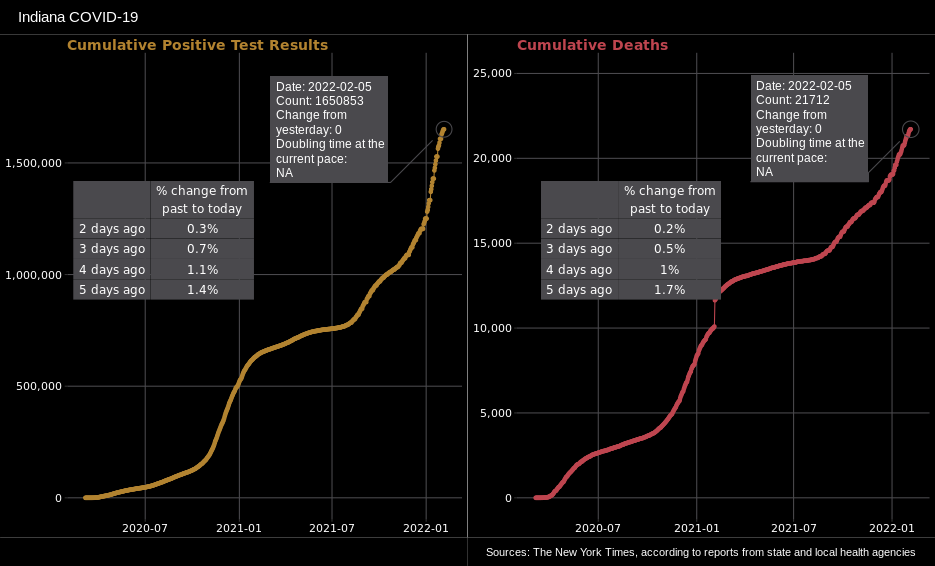 Indiana COVID-19
Cumulative Positive Test Results
Date: 2022-02-05
Count: 1650853
Change from
yesterday: 0
Doubling time at the
current pace:
NA
1,500,000
1,000,000
500,000
0
% change from
past to today
2 days ago 0.3%
3 days ago 0.7%
4 days ago 1.1%
5 days ago 1.4%
2020-07 2021-01 2021-07 2022-01
Cumulative Deaths
25,000
20,000
15,000
10,000
5,000
0
Date: 2022-02-05
Count: 21712
Change from
yesterday: 0
Doubling time at the
current pace:
NA
% change from
past to today
2 days ago 0.2%
3 days ago 0.5%
4 days ago 1%
5 days ago 1.7%
2020-07 2021-01 2021-07 2022-01
Sources: The New York Times, according to reports from state and local health agencies